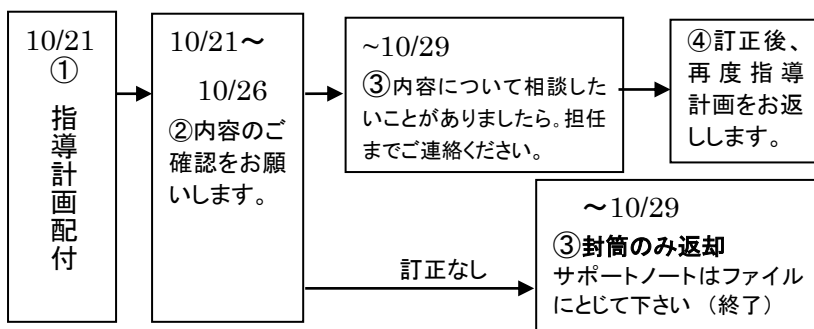 10/21
①
指導計画配付
10/21～
10/26
②内容のご
確認をお願
いします。
~10/29
③内容について相談した
いことがありましたら。担任
までご連絡ください。
④訂正後、
再度指導
計画をお返
しします。
訂正なし
～10/29
③封筒のみ返却
サポートノートはファイル
にとじて下さい （終了）